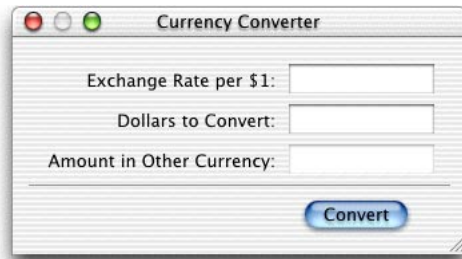 Currency Converter
Exchange Rate per $1:
Dollars to Convert:
Amount in Other Currency:
Convert